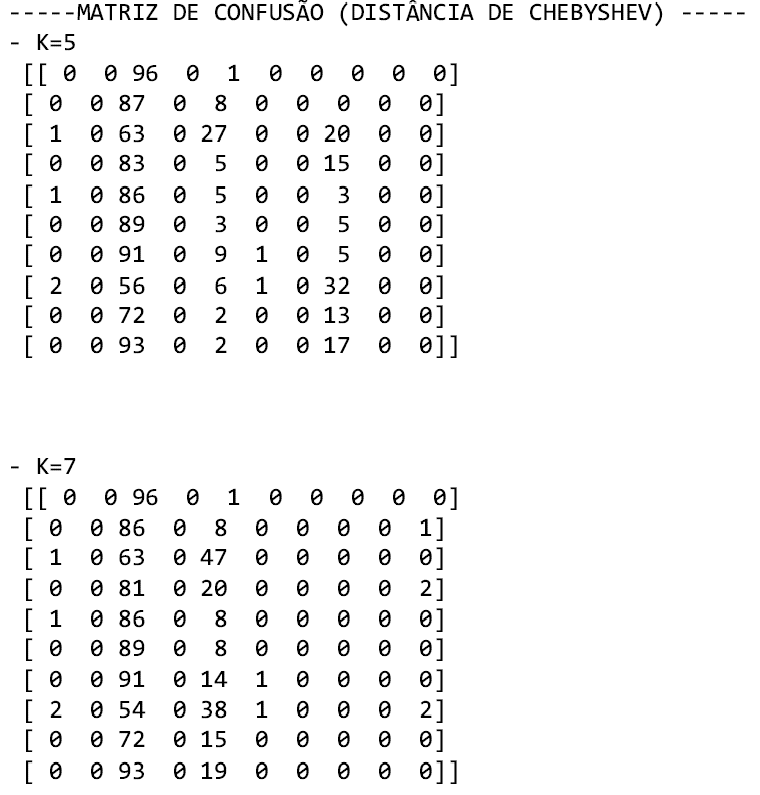 -----MATRIZ DE CONFUSÃO (DISTÂNCIA DE CHEBYSHEV) -----
- K=5
[[ 0  0 96  0  1  0  0  0  0  0]
[ 0  0 87  0  8  0  0  0  0  0]
[ 1  0 63  0 27  0  0 20  0  0]
[ 0  0 83  0  5  0  0 15  0  0]
[ 1  0 86  0  5  0  0  3  0  0]
[ 0  0 89  0  3  0  0  5  0  0]
[ 0  0 91  0  9  1  0  5  0  0]
[ 2  0 56  0  6  1  0 32  0  0]
[ 0  0 72  0  2  0  0 13  0  0]
[ 0  0 93  0  2  0  0 17  0  0]]
- K=7
[[ 0  0 96  0  1  0  0  0  0  0]
[ 0  0 86  0  8  0  0  0  0  1]
[ 1  0 63  0 47  0  0  0  0  0]
[ 0  0 81  0 20  0  0  0  0  2]
[ 1  0 86  0  8  0  0  0  0  0]
[ 0  0 89  0  8  0  0  0  0  0]
[ 0  0 91  0 14  1  0  0  0  0]
[ 2  0 54  0 38  1  0  0  0  2]
[ 0  0 72  0 15  0  0  0  0  0]
[ 0  0 93  0 19  0  0  0  0  0]]